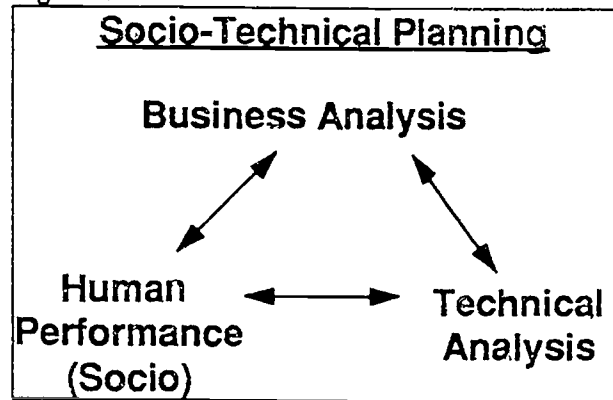 Socio-Technical Planning
Business Analysis
Human
Performance
(Socio)
Technical
Analysis